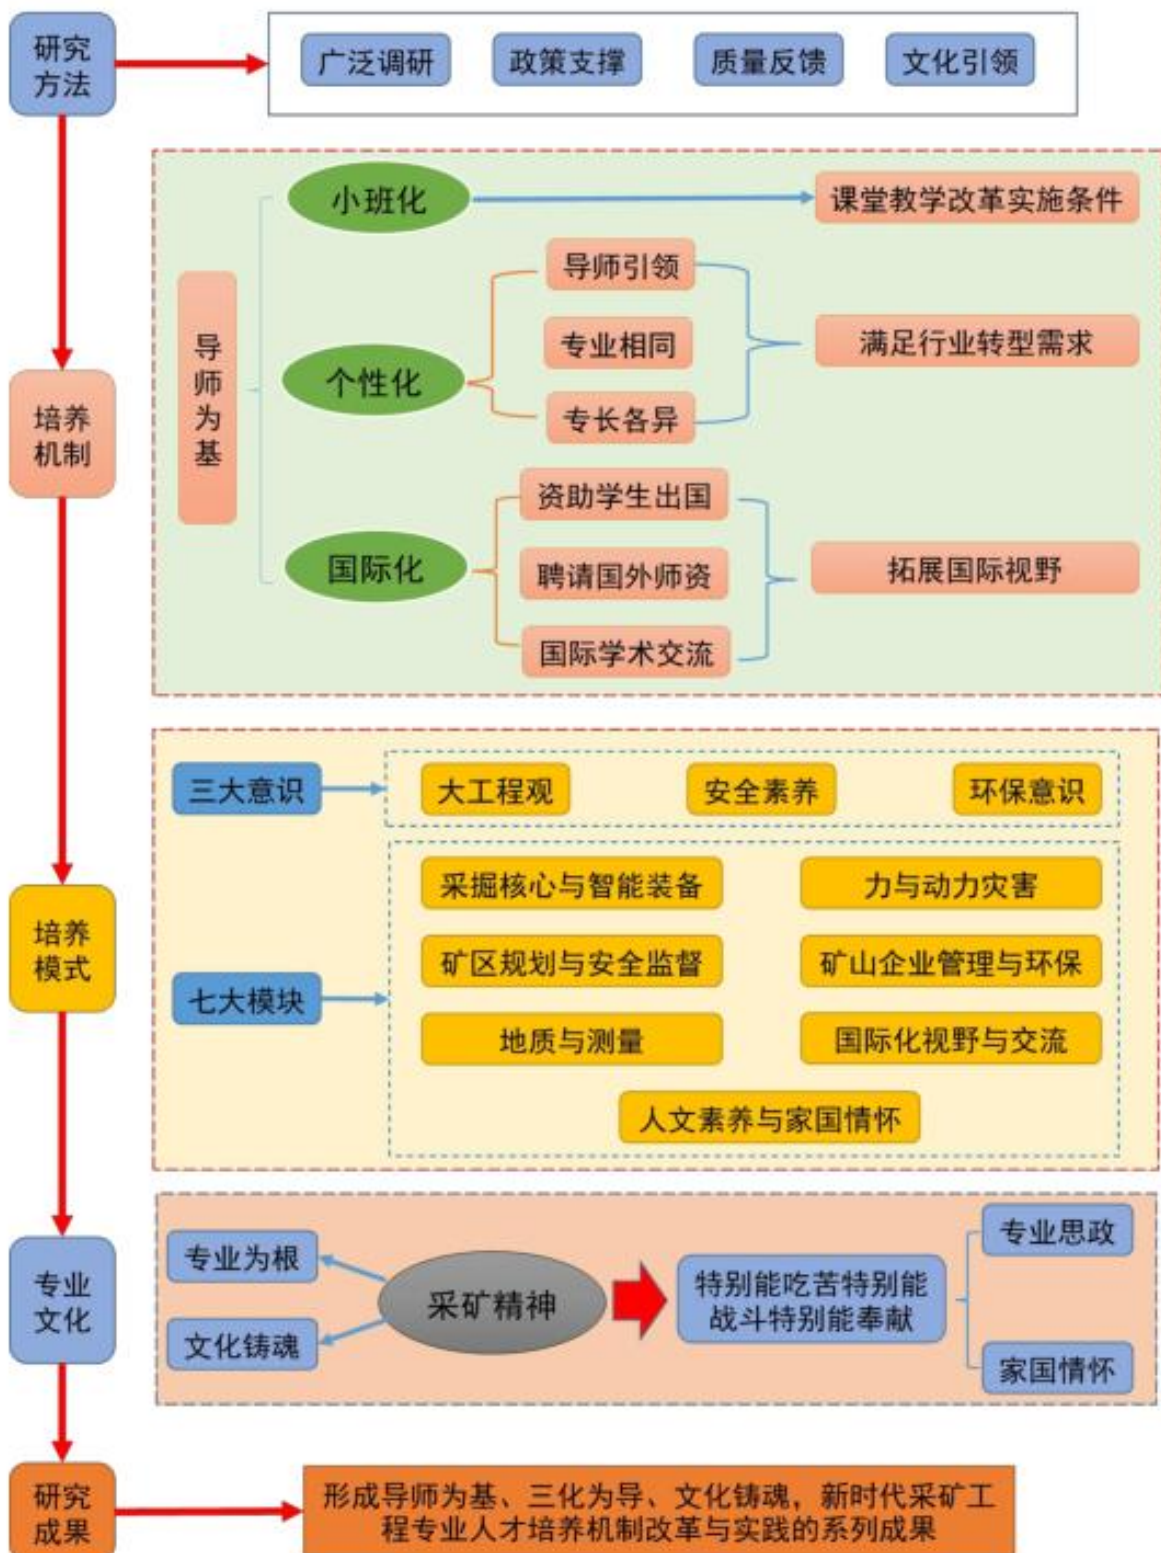 研究
方法
广泛调研
政策支撑
质量反馈
文化引领
培养
机制
导
师
为
基
小班化
课堂教学改革实施条件
个性化
导师引领
专业相同
专长各异
满足行业转型需求
国际化
资助学生出国
聘请国外师资
国际学术交流
拓展国际视野
培养
模式
三大意识
大工程观
安全素养
环保意识
七大模块
采掘核心与智能装备
力与动力灾害
矿区规划与安全监督
矿山企业管理与环保
地质与测量
国际化视野与交流
人文素养与家国情怀
专业
文化
专业为根
文化铸魂
采矿精神
特别能吃苦特别能
战斗特别能奉献
专业思政
家国情怀
研究
成果
形成导师为基、三化为导、文化铸魂，新时代采矿工
程专业人才培养机制改革与实践的系列成果